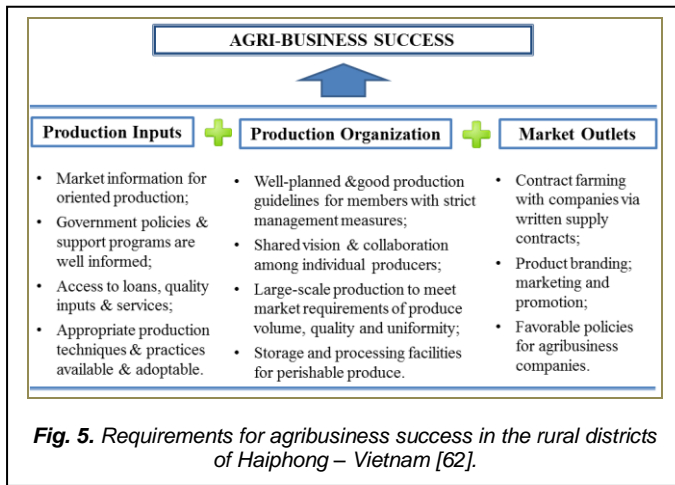 AGRI-BUSINESS SUCCESS
Production Inputs
• Market information for
oriented production;
• Government policies &
support programs are
well informed;
• Access to loans, quality
inputs & services;
• Appropriate production
techniques & practices
available & adoptable.
Production Organization
• Well-planned &good production
guidelines for members with strict
management measures;
• Shared vision & collaboration
among individual producers;
• Large-scale production to meet
market requirements of produce
volume, quality and uniformity;
• Storage and processing facilities
for perishable produce.
Market Outlets
• Contract farming
with companies via
written supply
contracts;
• Product branding;
marketing and
promotion;
• Favorable policies
for agribusiness
companies.
Fig. 5. Requirements for agribusiness success in the rural districts
of Haiphong – Vietnam [62].